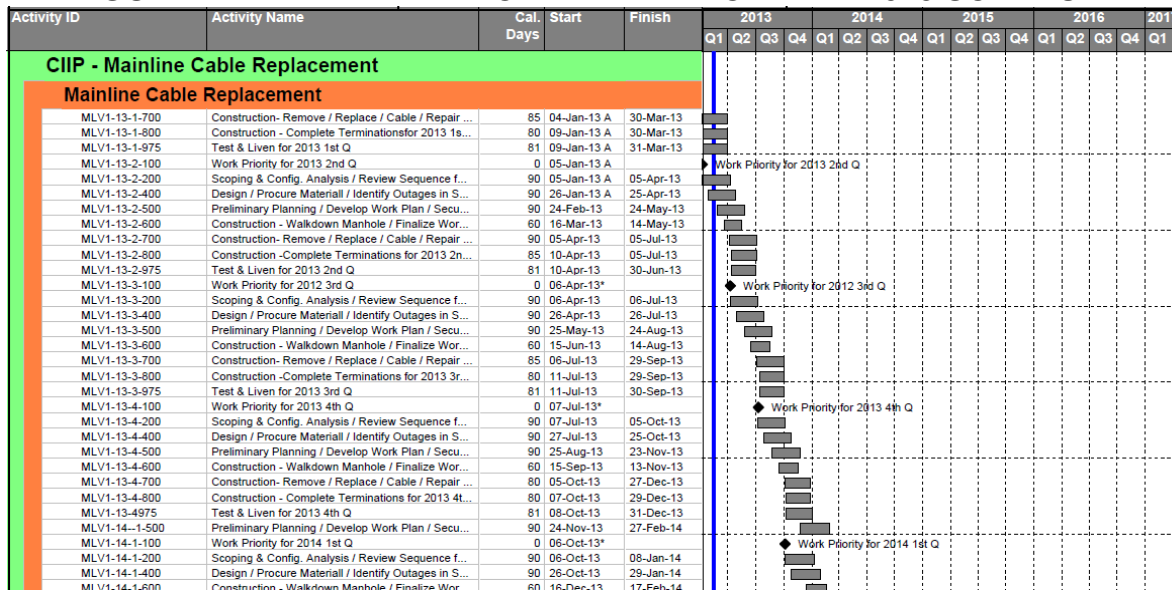 Activity ID Activity Name Cal. Days Start Finish 2013 2014 2015 2016 201
Q1 Q2 Q3 Q4 Q1 Q2 Q3 Q4 Q1 Q2 Q3 Q4 Q1 Q2 Q3 Q4 Q1
CIIP - Mainline Cable Replacement
Mainline Cable Replacement
MLV1-13-1-700 Construction- Remove / Replace / Cable / Repair ... 85 04-Jan-13 A 30-Mar-13
MLV1-13-1-800 Construction - Complete Terminationsfor 2013 1s... 80 09-Jan-13 A 30-Mar-13
MLV1-13-1-975 Test & Liven for 2013 1st Q 81 09-Jan-13 A 31-Mar-13
MLV1-13-2-100 Work Priority for 2013 2nd Q 0 05-Jan-13 A Work Priority for 2013 2nd Q
MLV1-13-2-200 Scoping & Config. Analysis / Review Sequence f... 90 05-Jan-13 A 05-Apr-13
MLV1-13-2-400 Design / Procure Materiall / Identify Outages in S... 90 26-Jan-13 A 25-Apr-13
MLV1-13-2-500 Preliminary Planning / Develop Work Plan / Secu... 90 24-Feb-13 24-May-13
MLV1-13-2-600 Construction - Walkdown Manhole / Finalize Wor... 60 16-Mar-13 14-May-13
MLV1-13-2-700 Construction- Remove / Replace / Cable / Repair ... 90 05-Apr-13 05-Jul-13
MLV1-13-2-800 Construction -Complete Terminations for 2013 2n... 85 10-Apr-13 05-Jul-13
MLV1-13-2-975 Test & Liven for 2013 2nd Q 81 10-Apr-13 30-Jun-13
MLV1-13-3-100 Work Priority for 2012 3rd Q 0 06-Apr-13* Work Priority for 2012 3rd Q
MLV1-13-3-200 Scoping & Config. Analysis / Review Sequence f... 90 06-Apr-13 06-Jul-13
MLV1-13-3-400 Design / Procure Materiall / Identify Outages in S... 90 26-Apr-13 26-Jul-13
MLV1-13-3-500 Preliminary Planning / Develop Work Plan / Secu... 90 25-May-13 24-Aug-13
MLV1-13-3-600 Construction - Walkdown Manhole / Finalize Wor... 60 15-Jun-13 14-Aug-13
MLV1-13-3-700 Construction- Remove / Replace / Cable / Repair ... 85 06-Jul-13 29-Sep-13
MLV1-13-3-800 Construction -Complete Terminations for 2013 3r... 80 11-Jul-13 29-Sep-13
MLV1-13-3-975 Test & Liven for 2013 3rd Q 81 11-Jul-13 30-Sep-13
MLV1-13-4-100 Work Priority for 2013 4th Q 0 07-Jul-13* Work Priority for 2013 4th Q
MLV1-13-4-200 Scoping & Config. Analysis / Review Sequence f... 90 07-Jul-13 05-Oct-13
MLV1-13-4-400 Design / Procure Materiall / Identify Outages in S... 90 27-Jul-13 25-Oct-13
MLV1-13-4-500 Preliminary Planning / Develop Work Plan / Secu... 90 25-Aug-13 23-Nov-13
MLV1-13-4-600 Construction - Walkdown Manhole / Finalize Wor... 60 15-Sep-13 13-Nov-13
MLV1-13-4-700 Construction- Remove / Replace / Cable / Repair ... 80 05-Oct-13 27-Dec-13
MLV1-13-4-800 Construction - Complete Terminations for 2013 4t... 80 07-Oct-13 29-Dec-13
MLV1-13-4975 Test & Liven for 2013 4th Q 81 08-Oct-13 31-Dec-13
MLV1-14--1-500 Preliminary Planning / Develop Work Plan / Secu... 90 24-Nov-13 27-Feb-14
MLV1-14-1-100 Work Priority for 2014 1st Q 0 06-Oct-13* Work Priority for 2014 1st Q
MLV1-14-1-200 Scoping & Config. Analysis / Review Sequence f... 90 06-Oct-13 08-Jan-14
MLV1-14-1-400 Design / Procure Materiall / Identify Outages in S... 90 26-Oct-13 29-Jan-14
MLV1-14-1-600 Construction - Walkdown Manhole / Finalize Wor... 60 16-Dec-13 17-Feb-14